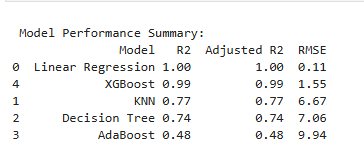 Model Performance Summary:
Model R2 Adjusted R2 RMSE
0 Linear Regression 1.00 1.00 0.11
4 XGBoost 0.99 0.99 1.55
1 KNN 0.77 0.77 6.67
2 Decision Tree 0.74 0.74 7.06
3 AdaBoost 0.48 0.48 9.94